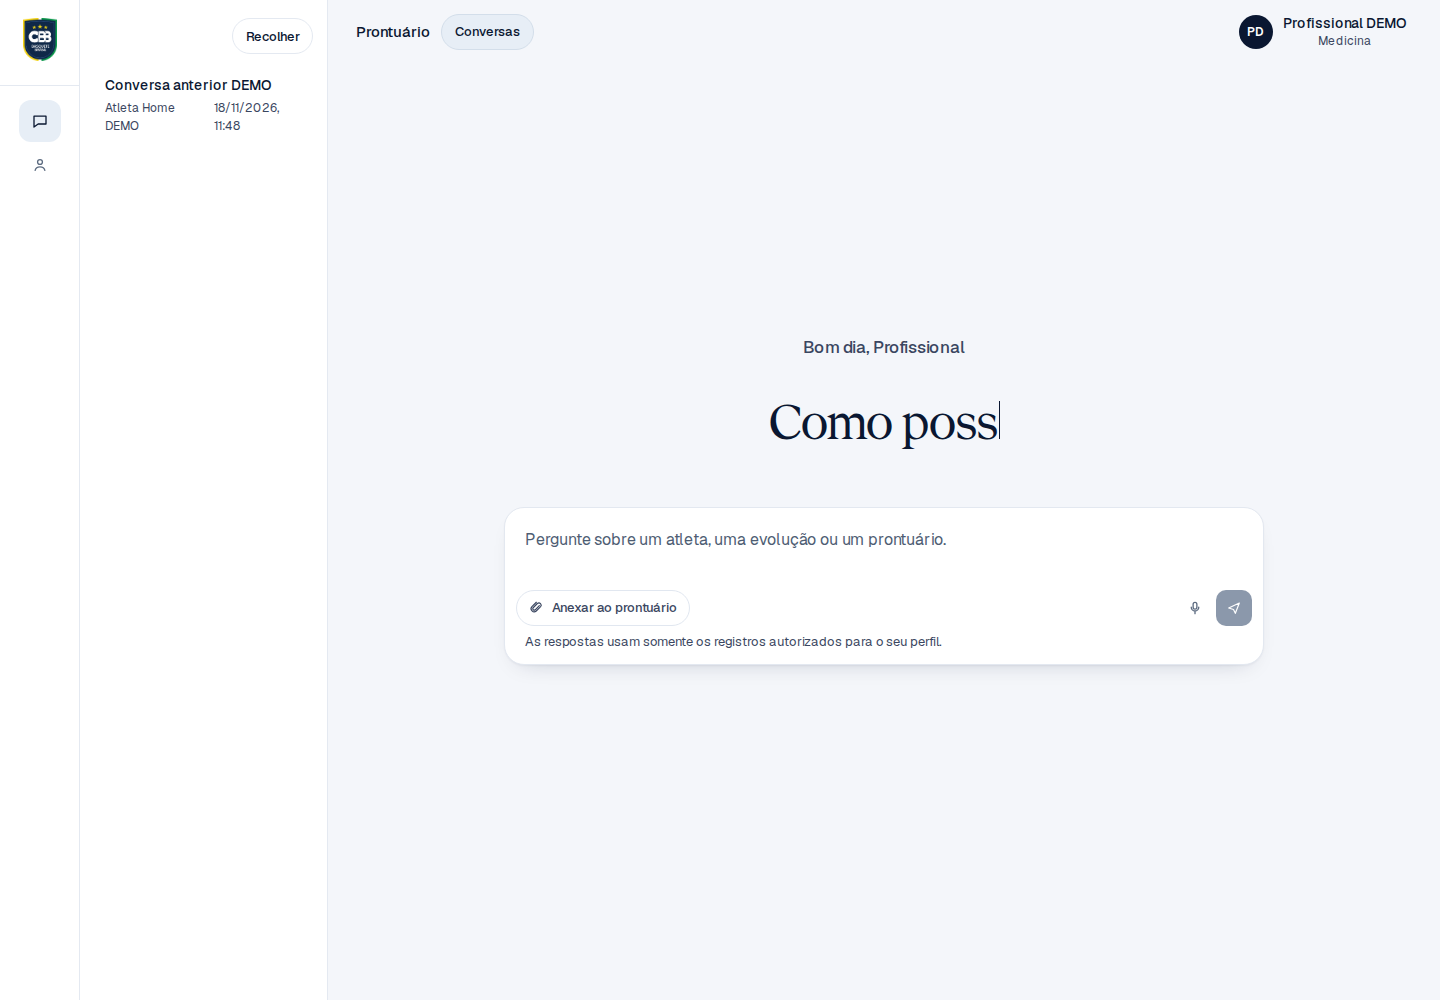 CBB
Recolher
Conversa anterior DEMO
Atleta Home DEMO
18/11/2026, 11:48
Prontuário
Conversas
PD
Profissional DEMO
Medicina
Bom dia, Profissional
Como poss
Pergunte sobre um atleta, uma evolução ou um prontuário.
Anexar ao prontuário
As respostas usam somente os registros autorizados para o seu perfil.